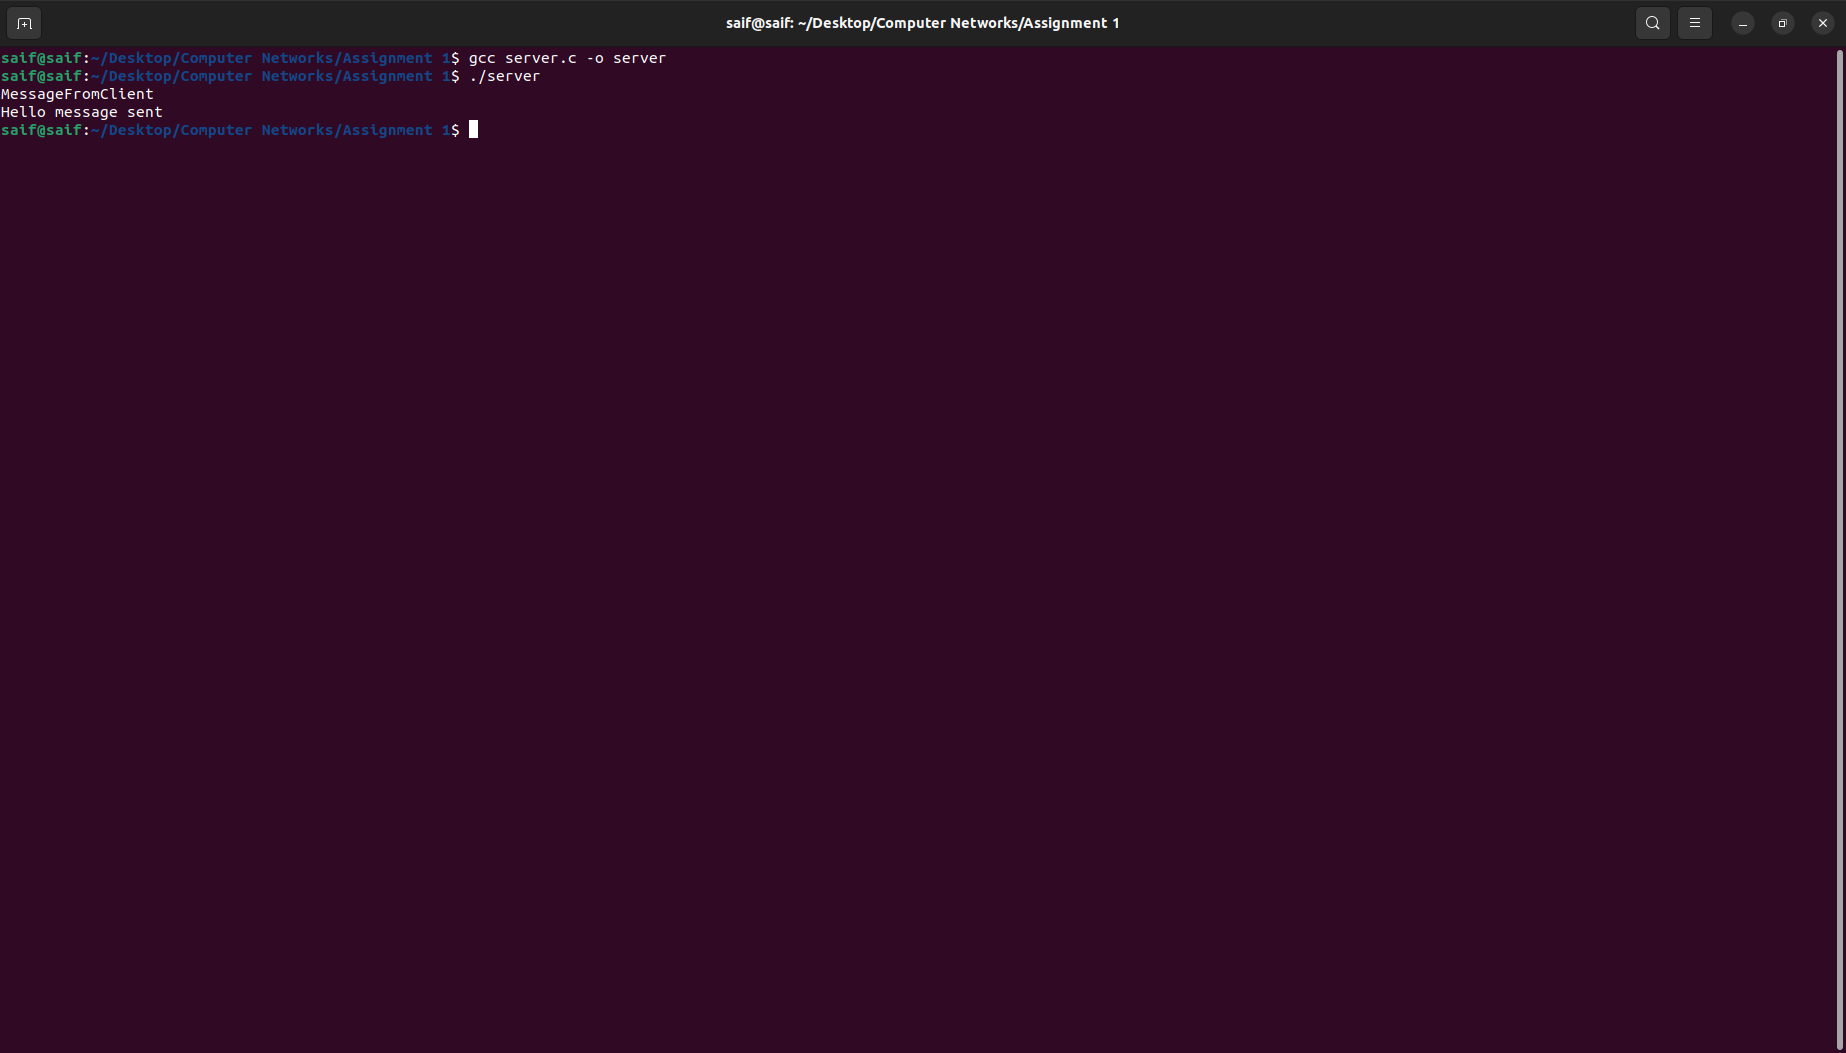 saif@saif: ~/Desktop/Computer Networks/Assignment 1
saif@saif:~/Desktop/Computer Networks/Assignment 1$ gcc server.c -o server
saif@saif:~/Desktop/Computer Networks/Assignment 1$ ./server
MessageFromClient
Hello message sent
saif@saif:~/Desktop/Computer Networks/Assignment 1$